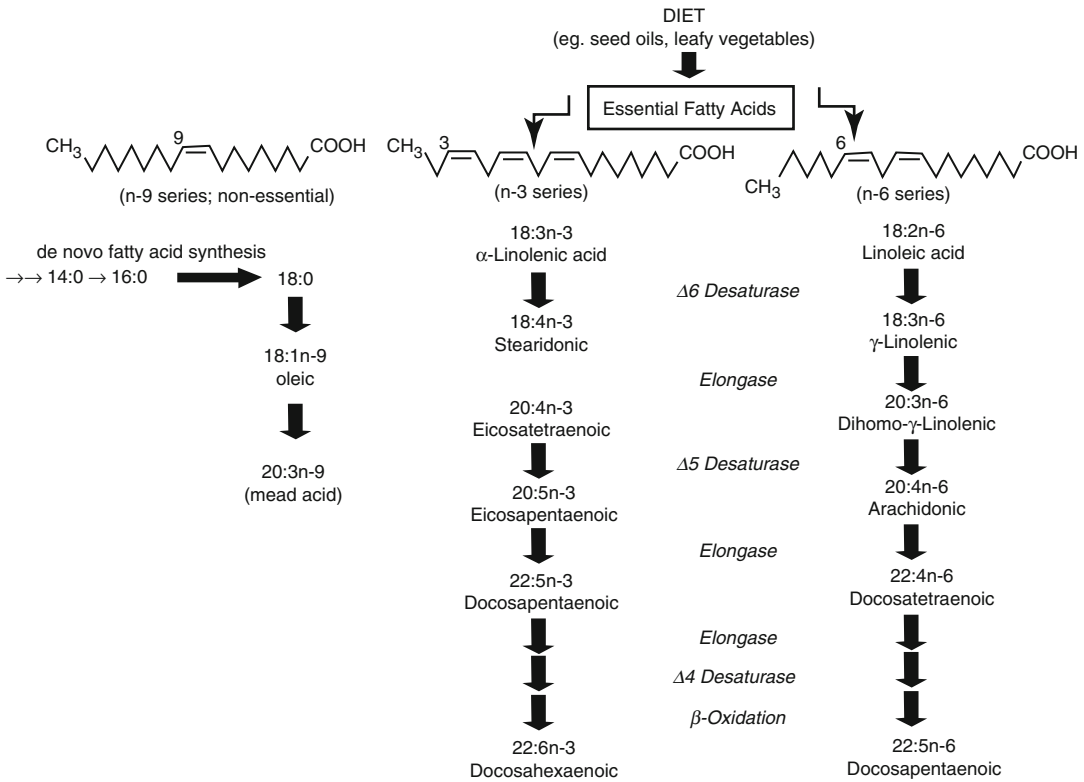 DIET
(eg. seed oils, leafy vegetables)
Essential Fatty Acids
CH3
9
COOH
(n-9 series; non-essential)
CH3
3
COOH
(n-3 series)
6
COOH
CH3
(n-6 series)
de novo fatty acid synthesis
→→ 14:0 → 16:0
18:0
18:1n-9
oleic
20:3n-9
(mead acid)
18:3n-3
α-Linolenic acid
18:4n-3
Stearidonic
20:4n-3
Eicosatetraenoic
20:5n-3
Eicosapentaenoic
22:5n-3
Docosapentaenoic
22:6n-3
Docosahexaenoic
Δ6 Desaturase
Elongase
Δ5 Desaturase
Elongase
Elongase
Δ4 Desaturase
β-Oxidation
18:2n-6
Linoleic acid
18:3n-6
γ-Linolenic
20:3n-6
Dihomo-γ-Linolenic
20:4n-6
Arachidonic
22:4n-6
Docosatetraenoic
22:5n-6
Docosapentaenoic